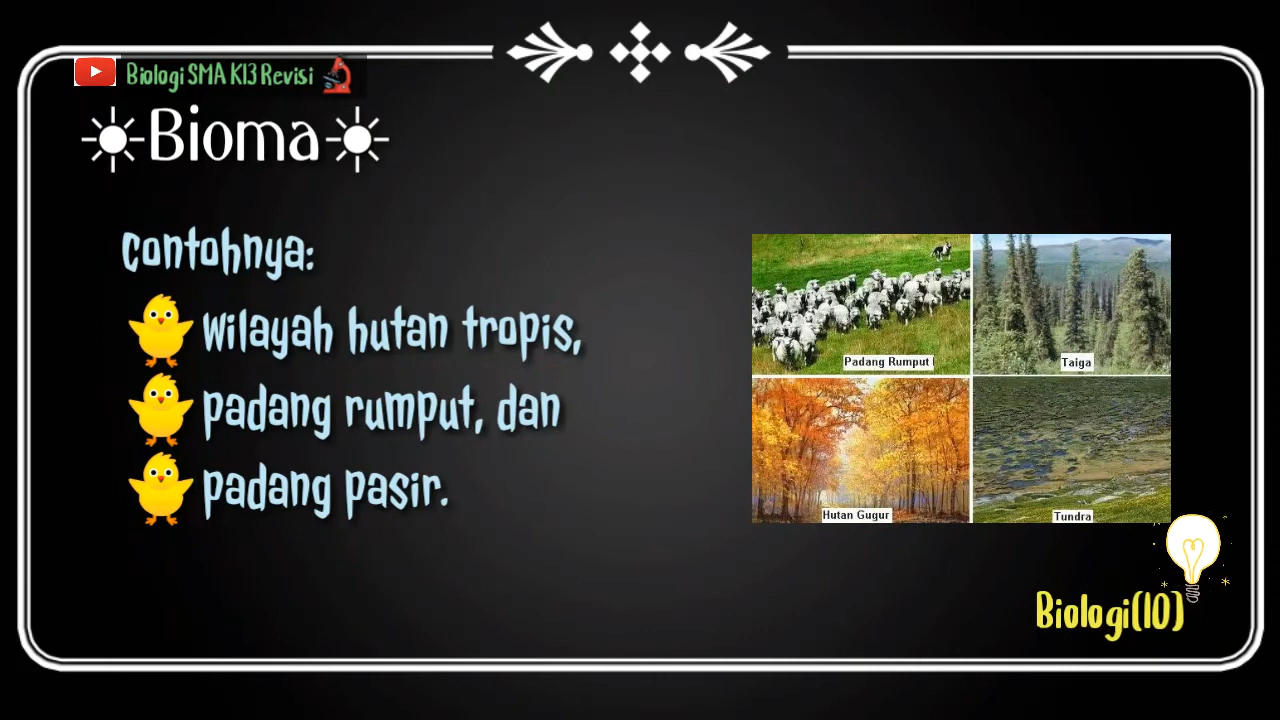 Biologi SMA K13 Revisi
Bioma
Contohnya:
wilayah hutan tropis,
padang rumput, dan
padang pasir.
Padang Rumput
Taiga
Hutan Gugur
Tundra
Biologi(10)